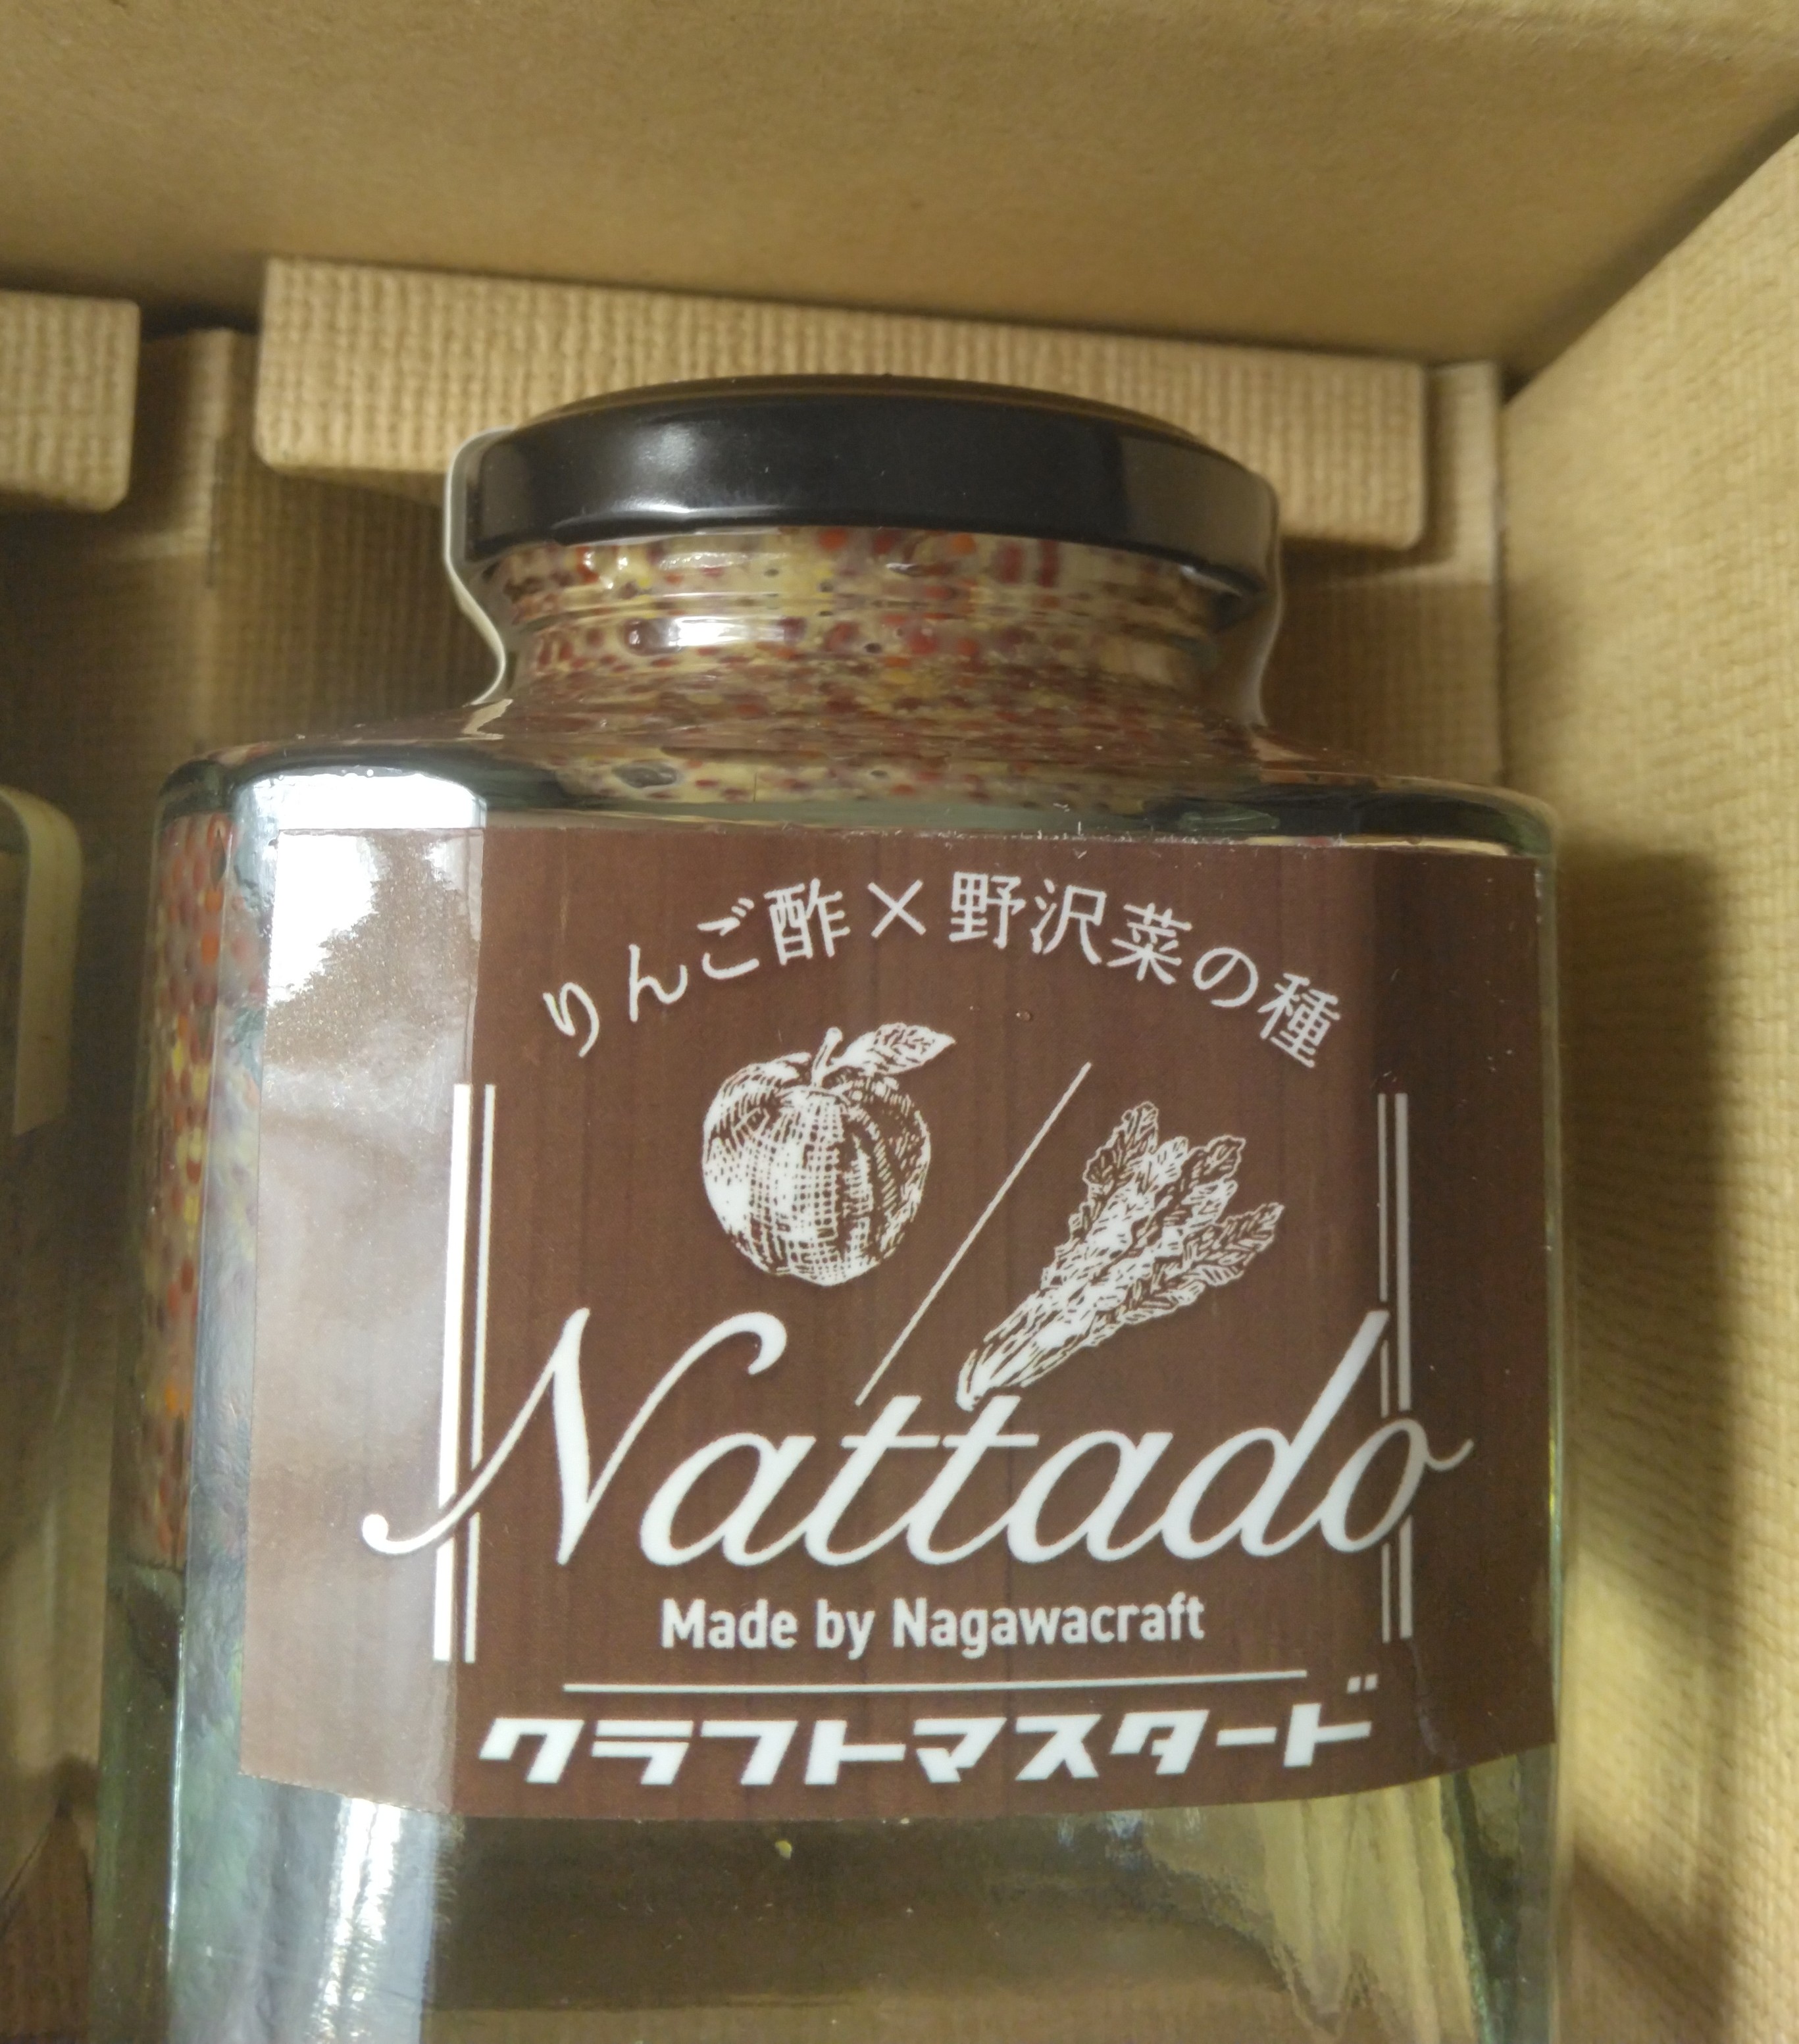 りんご酢×野沢菜の種
Nattado
Made by Nagawacraft
クラフトマスタード